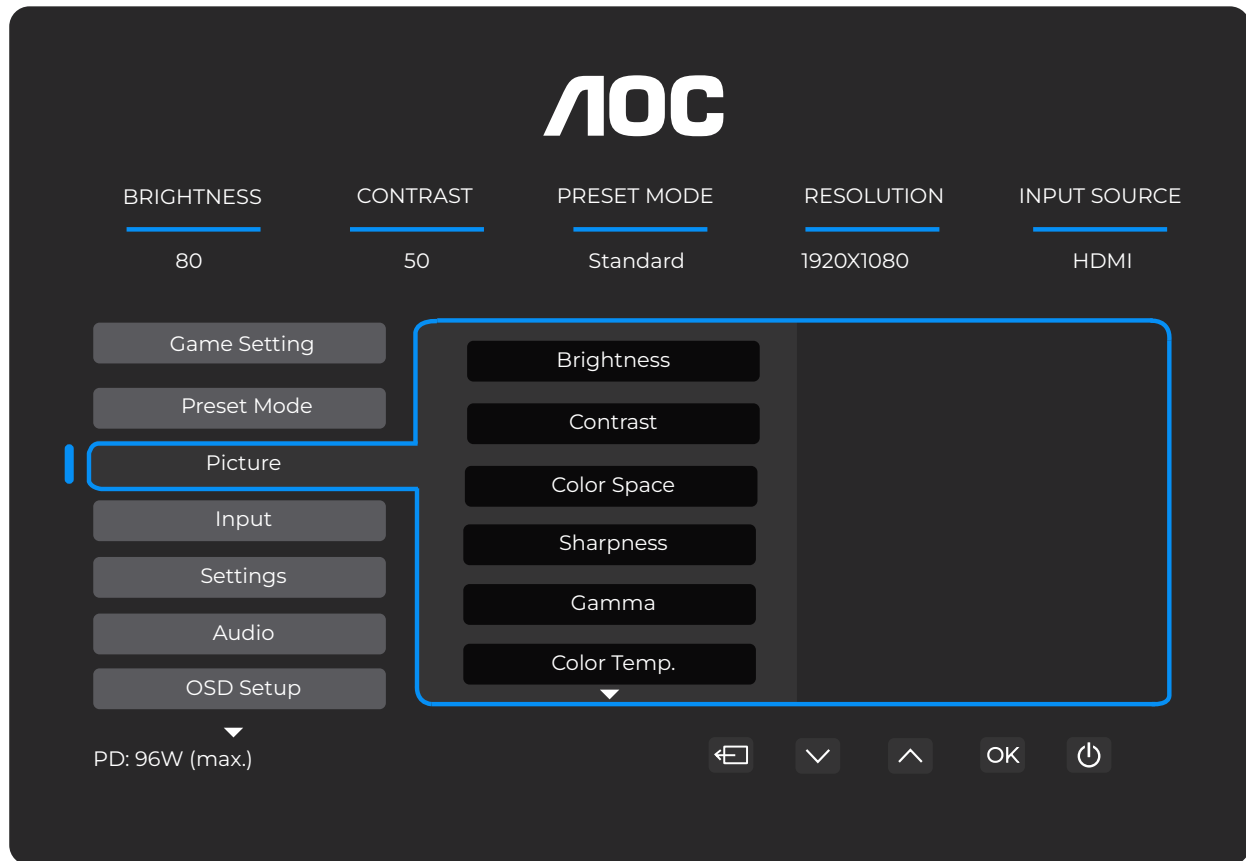 AOC
BRIGHTNESS CONTRAST PRESET MODE RESOLUTION INPUT SOURCE
80 50 Standard 1920X1080 HDMI
Game Setting
Preset Mode
Picture
Input
Settings
Audio
OSD Setup
Brightness
Contrast
Color Space
Sharpness
Gamma
Color Temp.
PD: 96W (max.)
OK